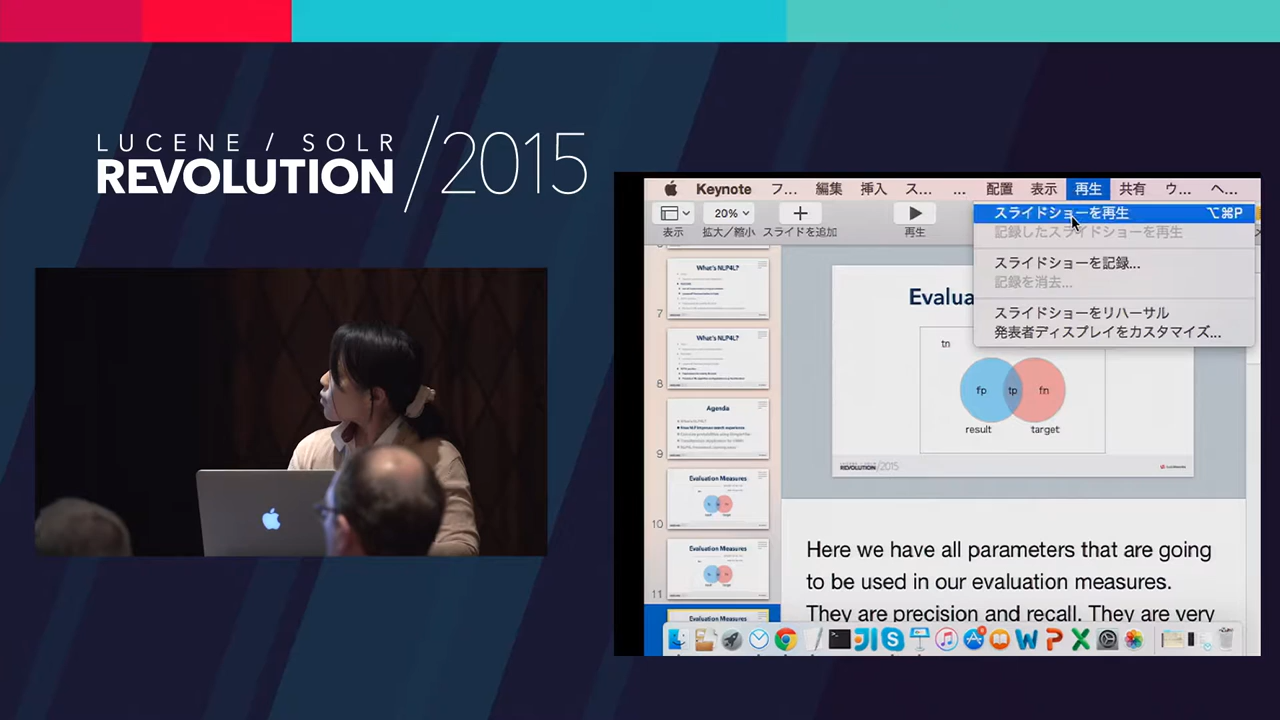 LUCENE / SOLR
REVOLUTION /2015
Keynote フ... 編集 挿入 ス... ... 配置 表示 再生 共有 ウ... ヘ...
20%
表示 拡大/縮小 スライドを追加 再生
スライドショーを再生 ⌥⌘P
記録したスライドショーを再生
スライドショーを記録...
記録を消去...
スライドショーをリハーサル
発表者ディスプレイをカスタマイズ...
What's NLP4L?
7
What's NLP4L?
8
Agenda
9
Evaluation Measures
10
Evaluation Measures
11
Evaluation Measures
Evalua
tn
fp tp fn
result target
REVOLUTION/2015
Here we have all parameters that are going
to be used in our evaluation measures.
They are precision and recall. They are very